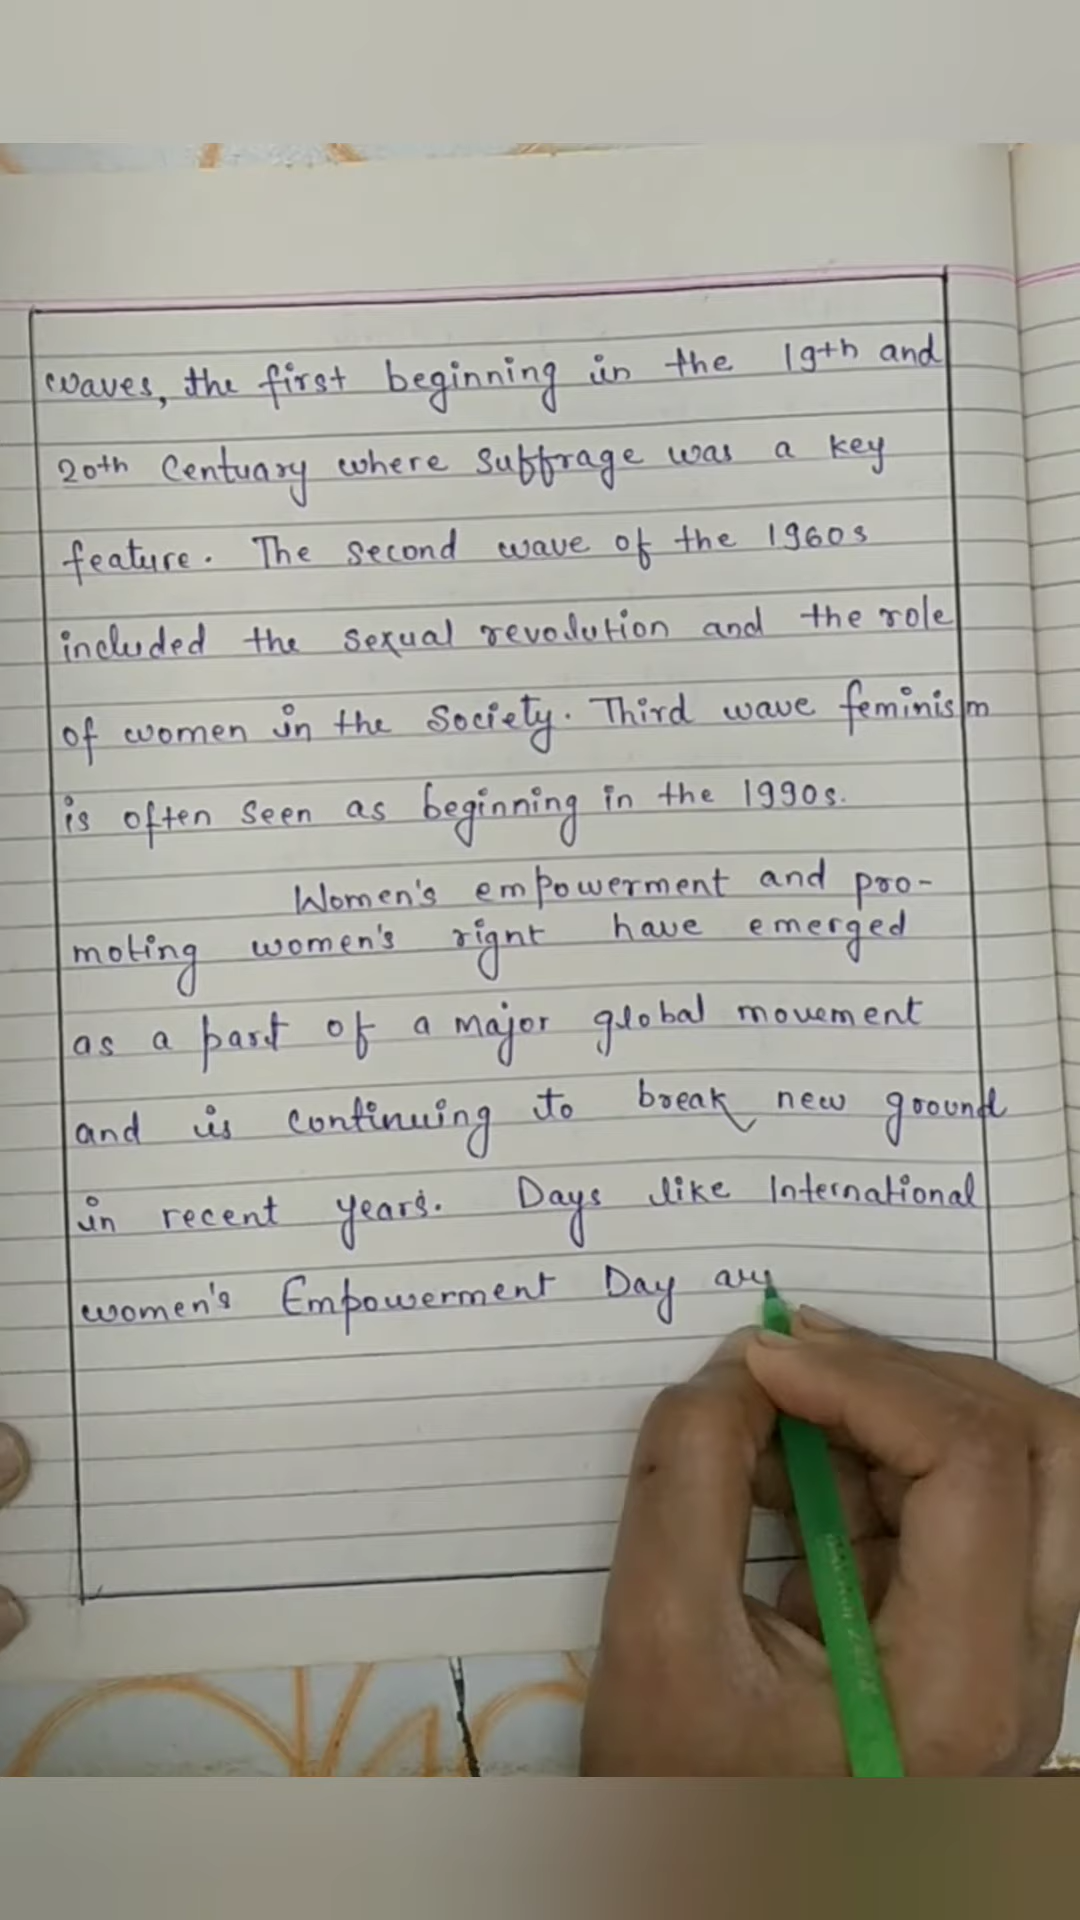 waves, the first beginning in the 19th and
20th Centuary where suffrage was a key
feature. The second wave of the 1960s
included the sexual revolution and the role
of women in the Society. Third wave feminism
is often seen as beginning in the 1990s.
Women's empowerment and pro-
moting women's rignt have emerged
as a part of a major global movement
and is continuing to break new ground
in recent years. Days like International
women's Empowerment Day